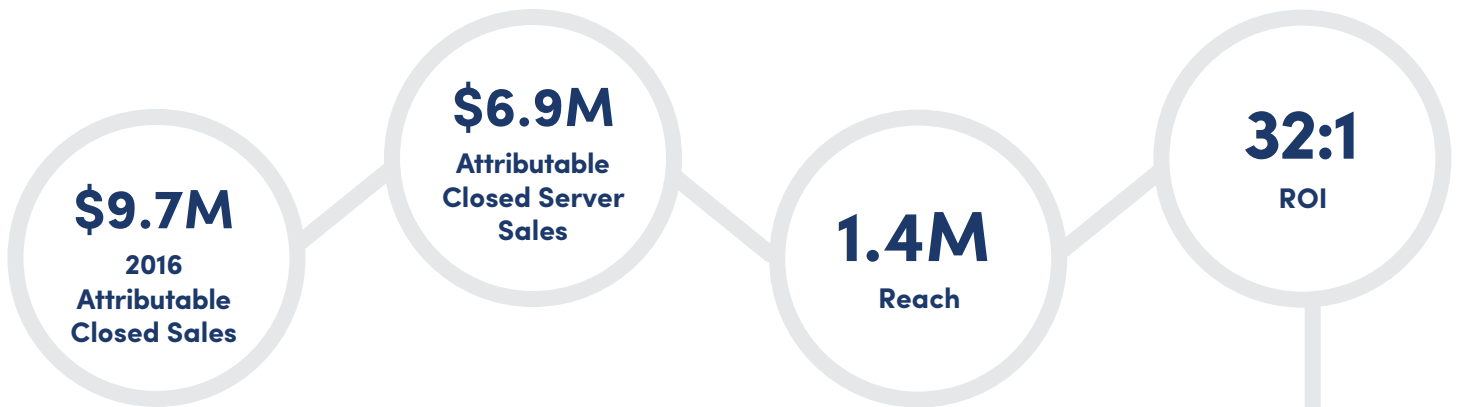 $9.7M
2016
Attributable
Closed Sales
$6.9M
Attributable
Closed Server
Sales
1.4M
Reach
32:1
ROI